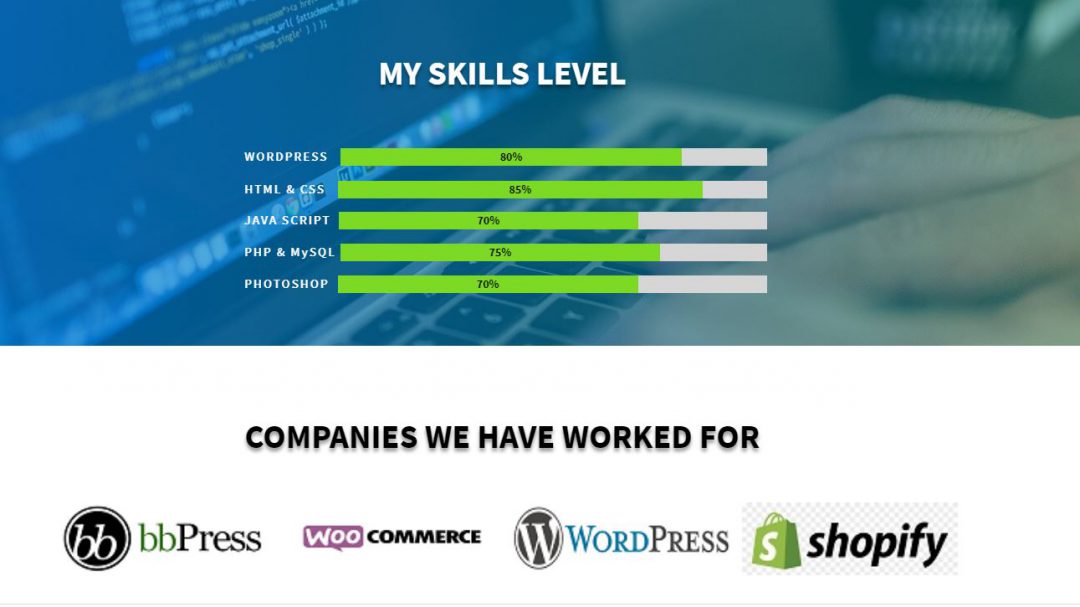 MY SKILLS LEVEL
WORDPRESS 80%
HTML & CSS 85%
JAVA SCRIPT 70%
PHP & MySQL 75%
PHOTOSHOP 70%
COMPANIES WE HAVE WORKED FOR
bb bbPress WOO COMMERCE W WORDPRESS S shopify